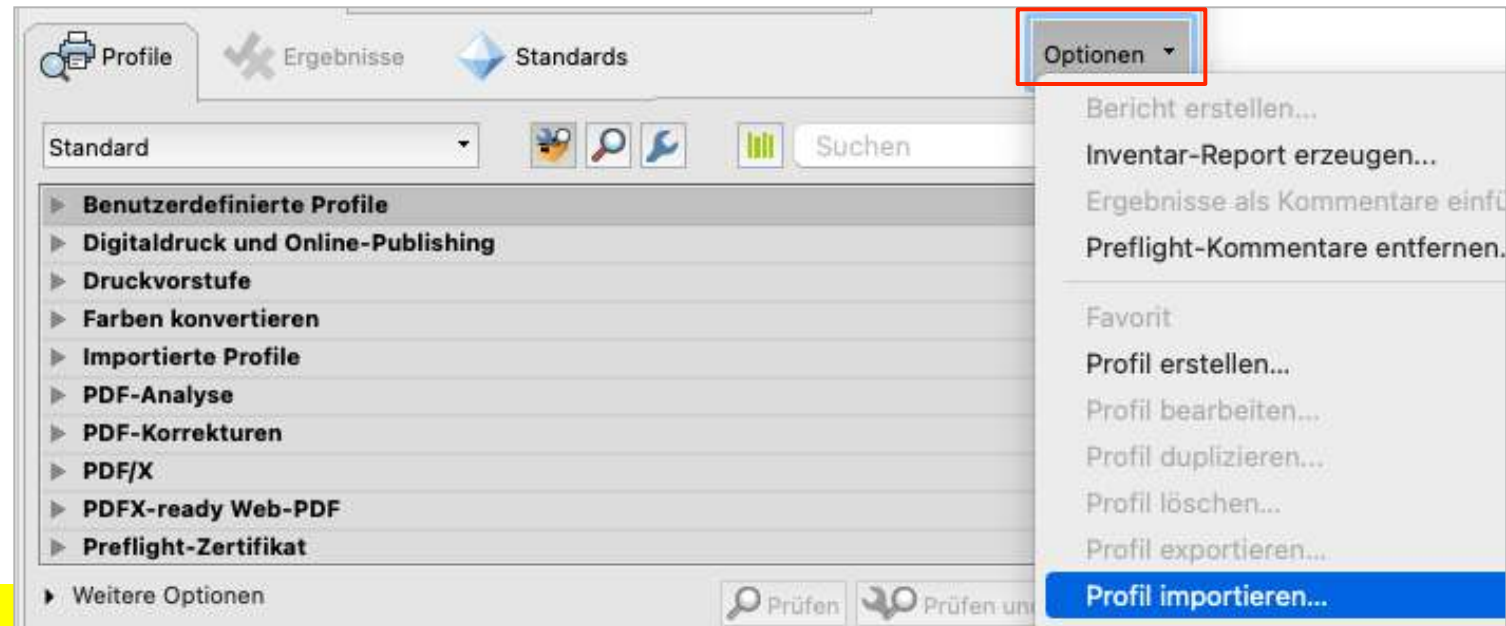 Profile
Ergebnisse
Standards
Optionen
Standard
Suchen
Benutzerdefinierte Profile
Digitaldruck und Online-Publishing
Druckvorstufe
Farben konvertieren
Importierte Profile
PDF-Analyse
PDF-Korrekturen
PDF/X
PDFX-ready Web-PDF
Preflight-Zertifikat
Weitere Optionen
Prüfen
Prüfen
Bericht erstellen...
Inventar-Report erzeugen...
Ergebnisse als Kommentare
Preflight-Kommentare entfernen.
Favorit
Profil erstellen...
Profil bearbeiten...
Profil duplizieren...
Profil löschen...
Profil exportieren...
Profil importieren...